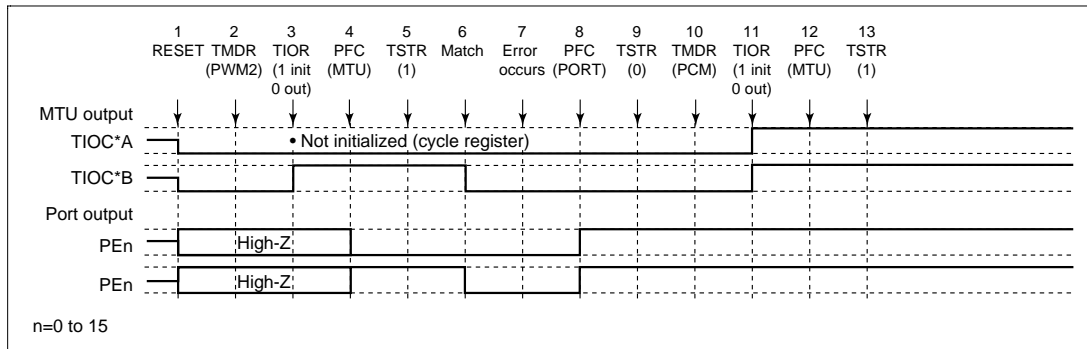 1 2 3 4 5 6 7 8 9 10 11 12 13
RESET TMDR TIOR PFC TSTR Match Error PFC TSTR TMDR TIOR PFC TSTR
(PWM2) (1 init (MTU) (1) occurs (PORT) (0) (PCM) (1 init (MTU) (1)
0 out) 0 out)
MTU output
TIOC*A • Not initialized (cycle register)
TIOC*B
Port output
PEn High-Z
PEn High-Z
n=0 to 15